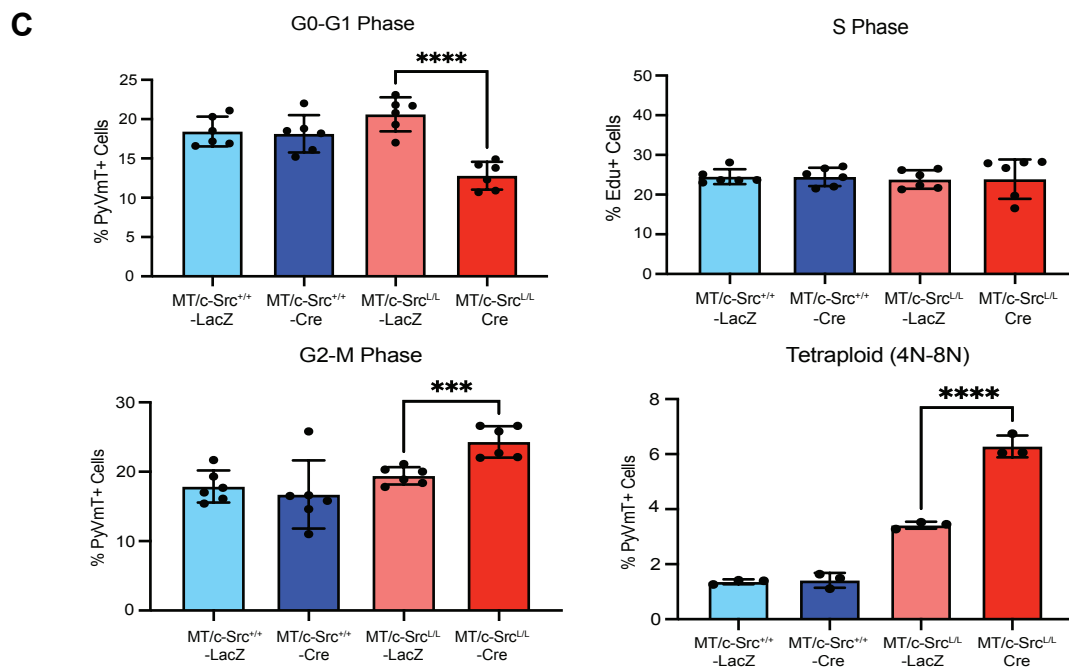 C
G0-G1 Phase
****
25
20
15
10
5
0
% PyVmT+ Cells
MT/c-Src+/+ MT/c-Src+/+ MT/c-SrcL/L MT/c-SrcL/L
-LacZ -Cre -LacZ Cre
S Phase
50
40
30
20
10
0
% Edu+ Cells
MT/c-Src+/+ MT/c-Src+/+ MT/c-SrcL/L MT/c-SrcL/L
-LacZ -Cre -LacZ Cre
G2-M Phase
***
30
20
10
0
% PyVmT+ Cells
MT/c-Src+/+ MT/c-Src+/+ MT/c-SrcL/L MT/c-SrcL/L
-LacZ -Cre -LacZ -Cre
Tetraploid (4N-8N)
****
8
6
4
2
0
% PyVmT+ Cells
MT/c-Src+/+ MT/c-Src+/+ MT/c-SrcL/L MT/c-SrcL/L
-LacZ -Cre -LacZ Cre